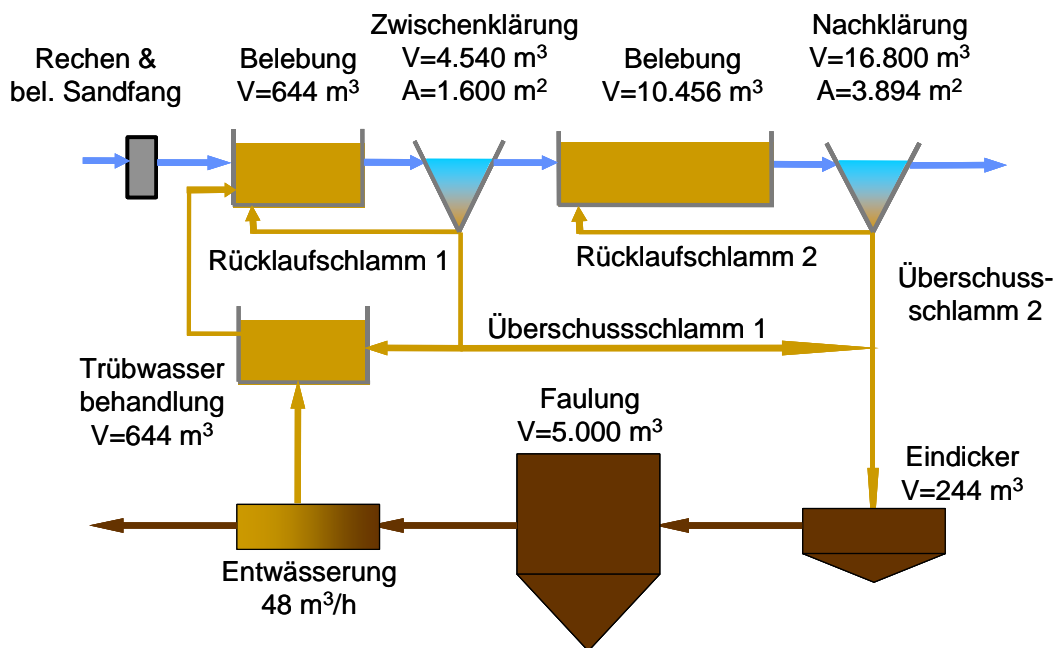 Rechen &
bel. Sandfang
Belebung
V=644 m³
Zwischenklärung
V=4.540 m³
A=1.600 m²
Belebung
V=10.456 m³
Nachklärung
V=16.800 m³
A=3.894 m²
Rücklaufschlamm 1
Rücklaufschlamm 2
Überschuss-
schlamm 2
Überschussschlamm 1
Trübwasser
behandlung
V=644 m³
Faulung
V=5.000 m³
Eindicker
V=244 m³
Entwässerung
48 m³/h